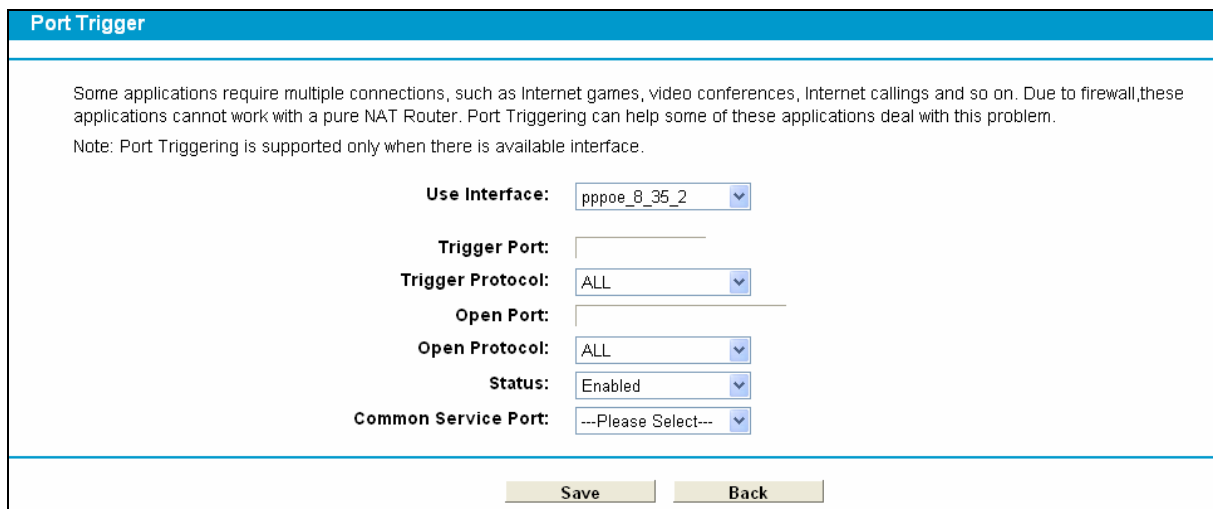 Port Trigger
Some applications require multiple connections, such as Internet games, video conferences, Internet callings and so on. Due to firewall,these
applications cannot work with a pure NAT Router. Port Triggering can help some of these applications deal with this problem.
Note: Port Triggering is supported only when there is available interface.
Use Interface: pppoe_8_35_2
Trigger Port:
Trigger Protocol: ALL
Open Port:
Open Protocol: ALL
Status: Enabled
Common Service Port: ---Please Select---
Save Back